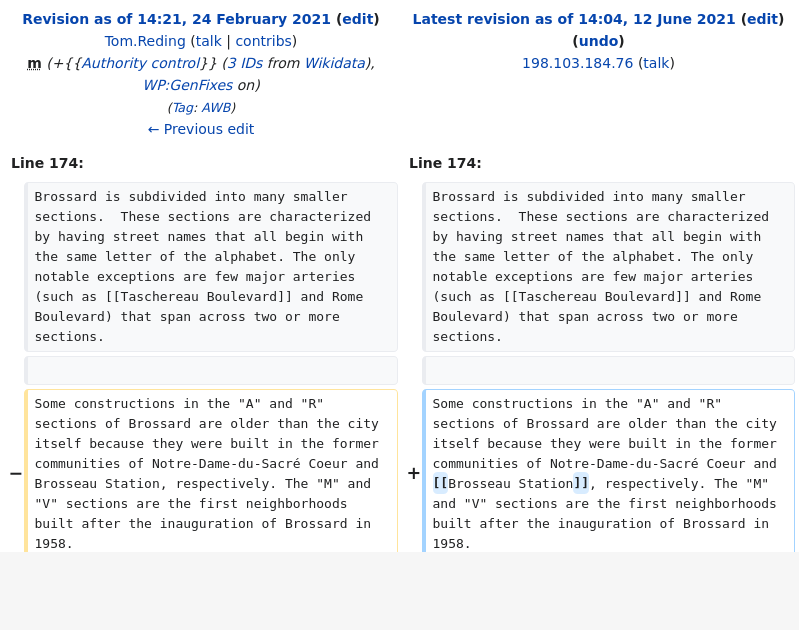 Revision as of 14:21, 24 February 2021 (edit)
Tom.Reding (talk | contribs)
m (+{{Authority control}} (3 IDs from Wikidata),
WP:GenFixes on)
(Tag: AWB)
← Previous edit
Latest revision as of 14:04, 12 June 2021 (edit)
(undo)
198.103.184.76 (talk)
Line 174:
Line 174:
Brossard is subdivided into many smaller
sections.  These sections are characterized
by having street names that all begin with
the same letter of the alphabet. The only
notable exceptions are few major arteries
(such as [[Taschereau Boulevard]] and Rome
Boulevard) that span across two or more
sections.
Brossard is subdivided into many smaller
sections.  These sections are characterized
by having street names that all begin with
the same letter of the alphabet. The only
notable exceptions are few major arteries
(such as [[Taschereau Boulevard]] and Rome
Boulevard) that span across two or more
sections.
−
Some constructions in the "A" and "R"
sections of Brossard are older than the city
itself because they were built in the former
communities of Notre-Dame-du-Sacré Coeur and
Brosseau Station, respectively. The "M" and
"V" sections are the first neighborhoods
built after the inauguration of Brossard in
1958.
+
Some constructions in the "A" and "R"
sections of Brossard are older than the city
itself because they were built in the former
communities of Notre-Dame-du-Sacré Coeur and
[[Brosseau Station]], respectively. The "M"
and "V" sections are the first neighborhoods
built after the inauguration of Brossard in
1958.